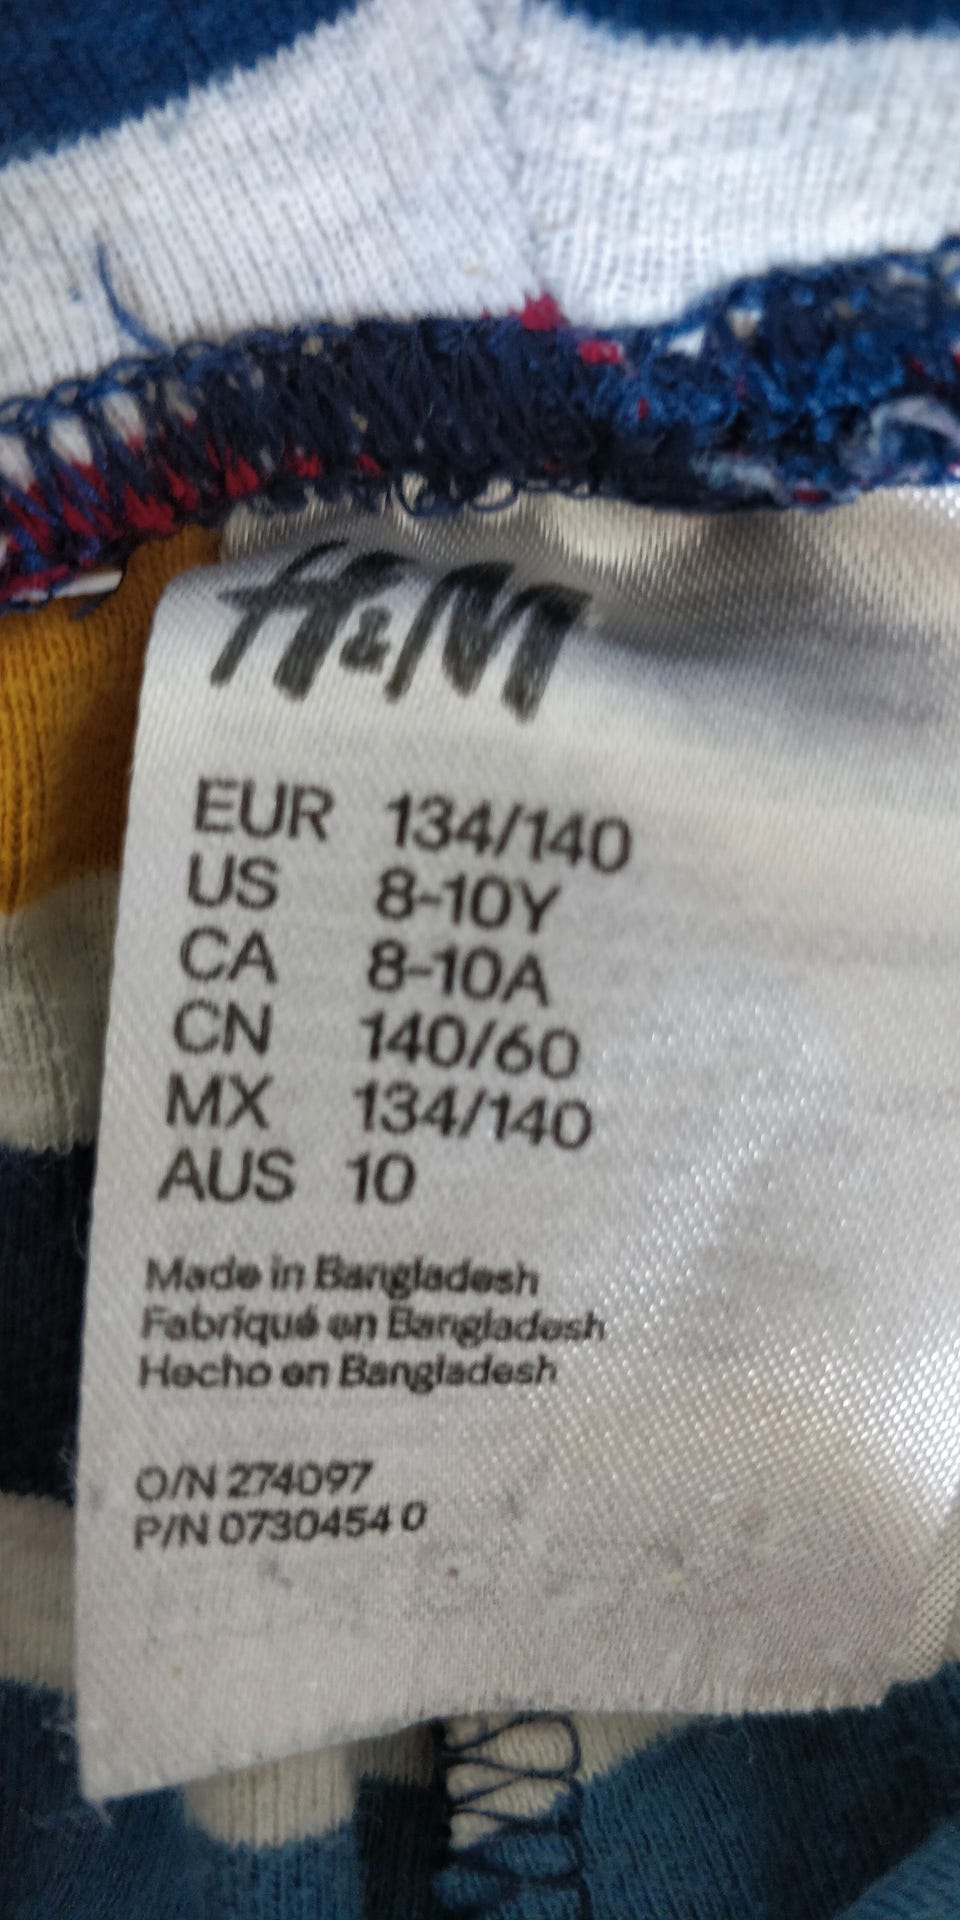 H&M
EUR 134/140
US 8-10Y
CA 8-10A
CN 140/60
MX 134/140
AUS 10
Made in Bangladesh
Fabriqué en Bangladesh
Hecho en Bangladesh
O/N 274097
P/N 0730454 0